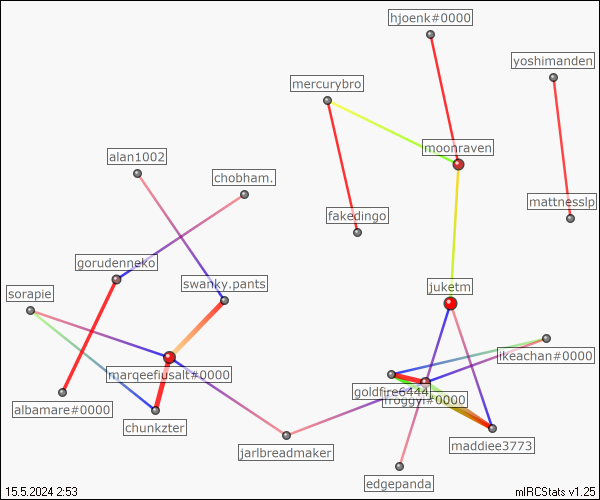 hjoenk#0000
yoshimanden
mercurybro
moonraven
alan1002
chobham.
mattnesslp
fakedingo
gorudenneko
swanky.pants
juketm
sorapie
ikeachan#0000
marqeefiusalt#0000
goldfire6444
froggyf#0000
albamare#0000
chunkzter
maddiee3773
jarlbreadmaker
edgepanda
15.5.2024 2:53
mIRCStats v1.25